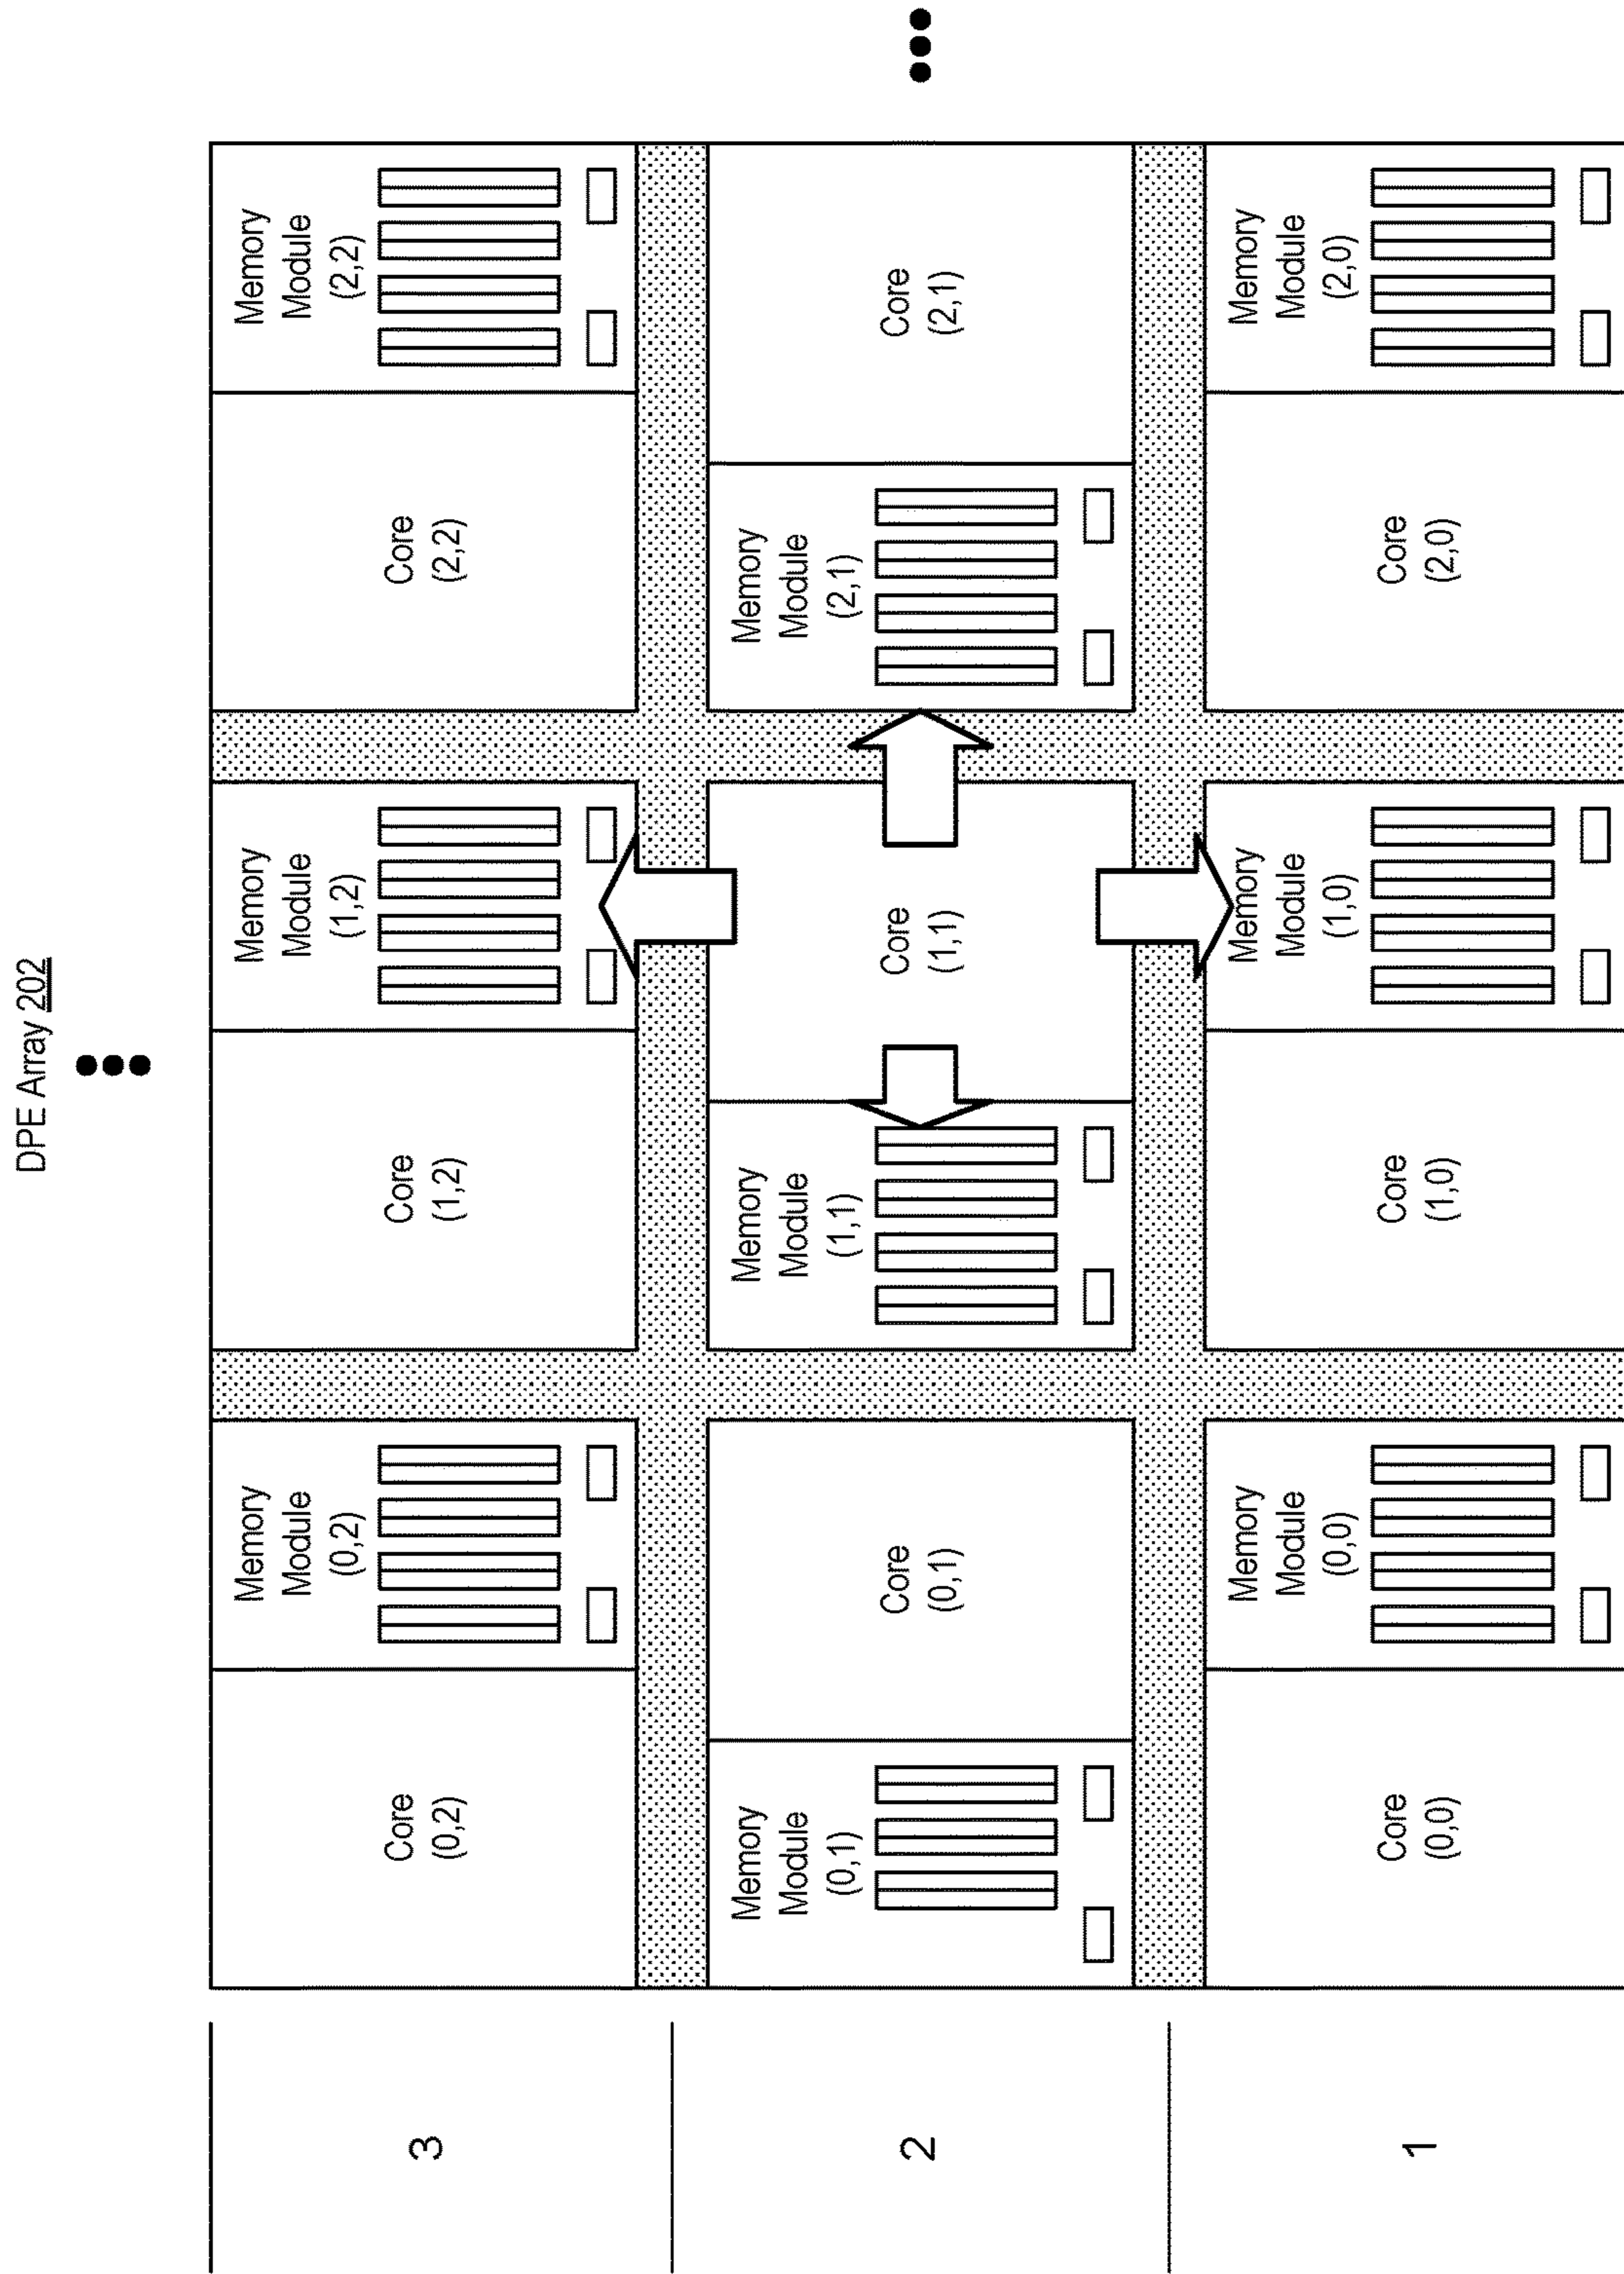 DPE Array 202
3
Core
(0,2)
Memory
Module
(0,2)
Core
(1,2)
Memory
Module
(1,2)
Core
(2,2)
Memory
Module
(2,2)
2
Memory
Module
(0,1)
Core
(0,1)
Memory
Module
(1,1)
Core
(1,1)
Memory
Module
(2,1)
Core
(2,1)
1
Core
(0,0)
Memory
Module
(0,0)
Core
(1,0)
Memory
Module
(1,0)
Core
(2,0)
Memory
Module
(2,0)